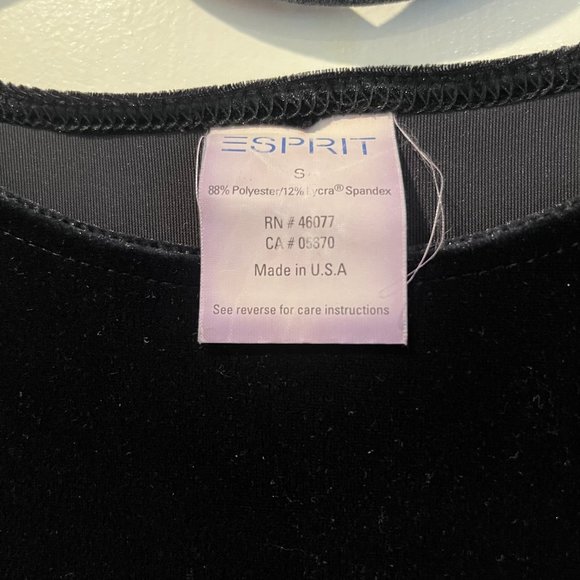 ESPRIT
S
88% Polyester/12% Lycra® Spandex
RN # 46077
CA # 05370
Made in U.S.A
See reverse for care instructions